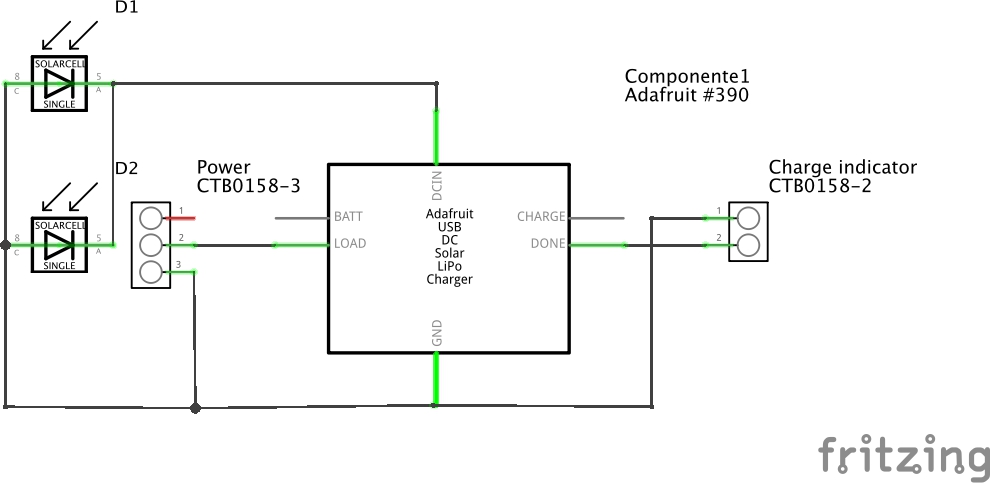 D1
SOLARCELL
8
5
C
A
SINGLE
Componente1
Adafruit #390
D2
SOLARCELL
8
5
C
A
SINGLE
Power
CTB0158-3
1
2
3
DCIN
BATT
LOAD
Adafruit
USB
DC
Solar
LiPo
Charger
CHARGE
DONE
GND
Charge indicator
CTB0158-2
1
2
fritzing